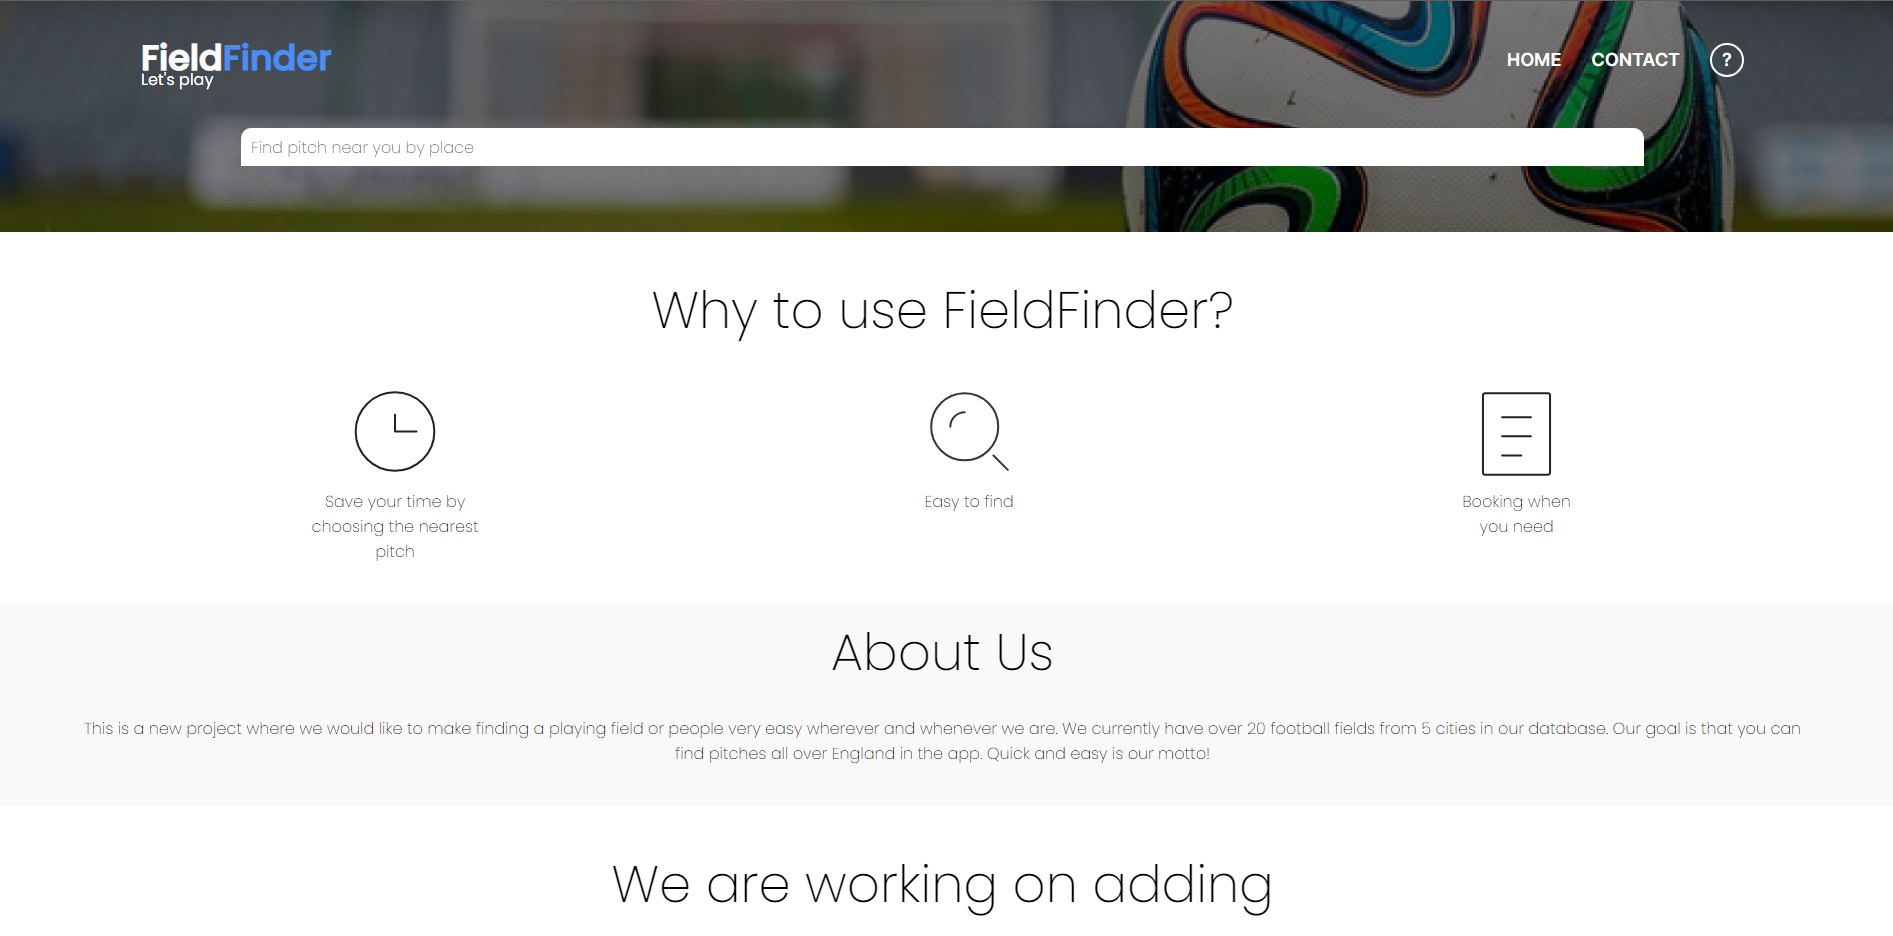 FieldFinder
Let's play
HOME
CONTACT
?
Find pitch near you by place
Why to use FieldFinder?
Save your time by
choosing the nearest
pitch
Easy to find
Booking when
you need
About Us
This is a new project where we would like to make finding a playing field or people very easy wherever and whenever we are. We currently have over 20 football fields from 5 cities in our database. Our goal is that you can
find pitches all over England in the app. Quick and easy is our motto!
We are working on adding